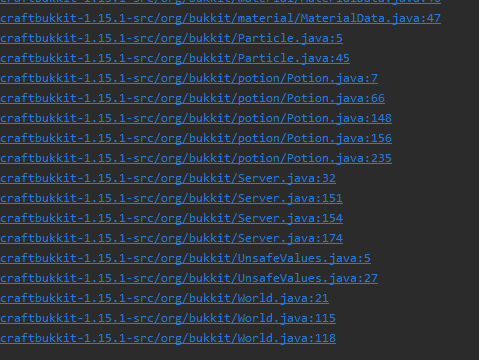 craftbukkit-1.15.1-src/org/bukkit/material/MaterialData.java:47
craftbukkit-1.15.1-src/org/bukkit/Particle.java:5
craftbukkit-1.15.1-src/org/bukkit/Particle.java:45
craftbukkit-1.15.1-src/org/bukkit/potion/Potion.java:7
craftbukkit-1.15.1-src/org/bukkit/potion/Potion.java:66
craftbukkit-1.15.1-src/org/bukkit/potion/Potion.java:148
craftbukkit-1.15.1-src/org/bukkit/potion/Potion.java:156
craftbukkit-1.15.1-src/org/bukkit/potion/Potion.java:235
craftbukkit-1.15.1-src/org/bukkit/Server.java:32
craftbukkit-1.15.1-src/org/bukkit/Server.java:151
craftbukkit-1.15.1-src/org/bukkit/Server.java:154
craftbukkit-1.15.1-src/org/bukkit/Server.java:174
craftbukkit-1.15.1-src/org/bukkit/UnsafeValues.java:5
craftbukkit-1.15.1-src/org/bukkit/UnsafeValues.java:27
craftbukkit-1.15.1-src/org/bukkit/World.java:21
craftbukkit-1.15.1-src/org/bukkit/World.java:115
craftbukkit-1.15.1-src/org/bukkit/World.java:118